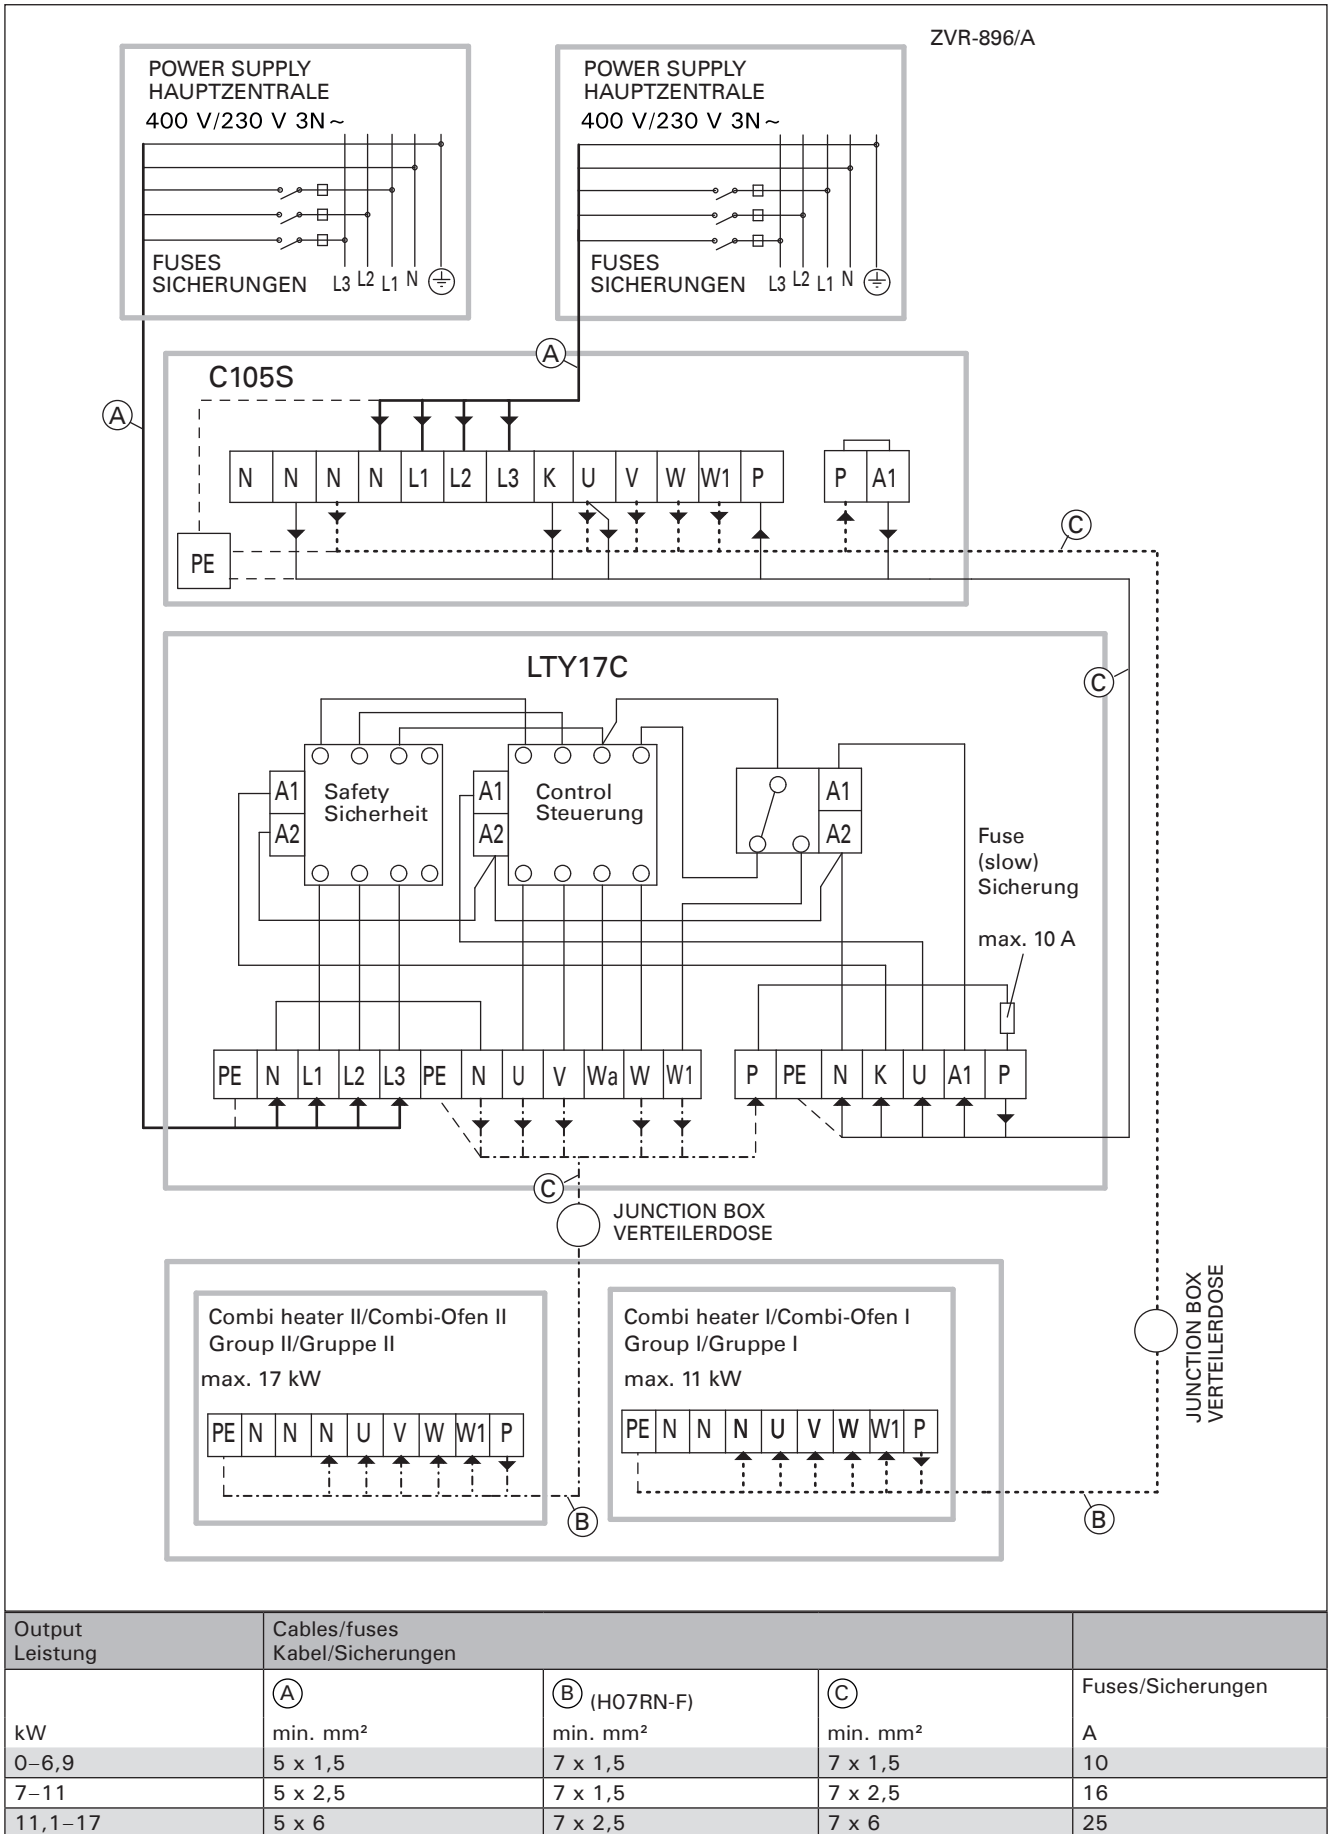 ZVR-896/A
POWER SUPPLY
HAUPTZENTRALE
400 V/230 V 3N~
FUSES
SICHERUNGEN
L3 L2 L1 N
POWER SUPPLY
HAUPTZENTRALE
400 V/230 V 3N~
FUSES
SICHERUNGEN
L3 L2 L1 N
A
A
C105S
N N N N L1 L2 L3 K U V W W1 P
P A1
PE
C
C
LTY17C
A1
A2
Safety
Sicherheit
A1
A2
Control
Steuerung
A1
A2
Fuse
(slow)
Sicherung
max. 10 A
PE N L1 L2 L3 PE N U V Wa W W1
P PE N K U A1 P
C
JUNCTION BOX
VERTEILERDOSE
JUNCTION BOX
VERTEILERDOSE
Combi heater II/Combi-Ofen II
Group II/Gruppe II
max. 17 kW
PE N N N U V W W1 P
B
Combi heater I/Combi-Ofen I
Group I/Gruppe I
max. 11 kW
PE N N N U V W W1 P
B
Output
Leistung
Cables/fuses
Kabel/Sicherungen
A B (H07RN-F) C Fuses/Sicherungen
kW min. mm² min. mm² min. mm² A
0–6,9 5 x 1,5 7 x 1,5 7 x 1,5 10
7–11 5 x 2,5 7 x 1,5 7 x 2,5 16
11,1–17 5 x 6 7 x 2,5 7 x 6 25